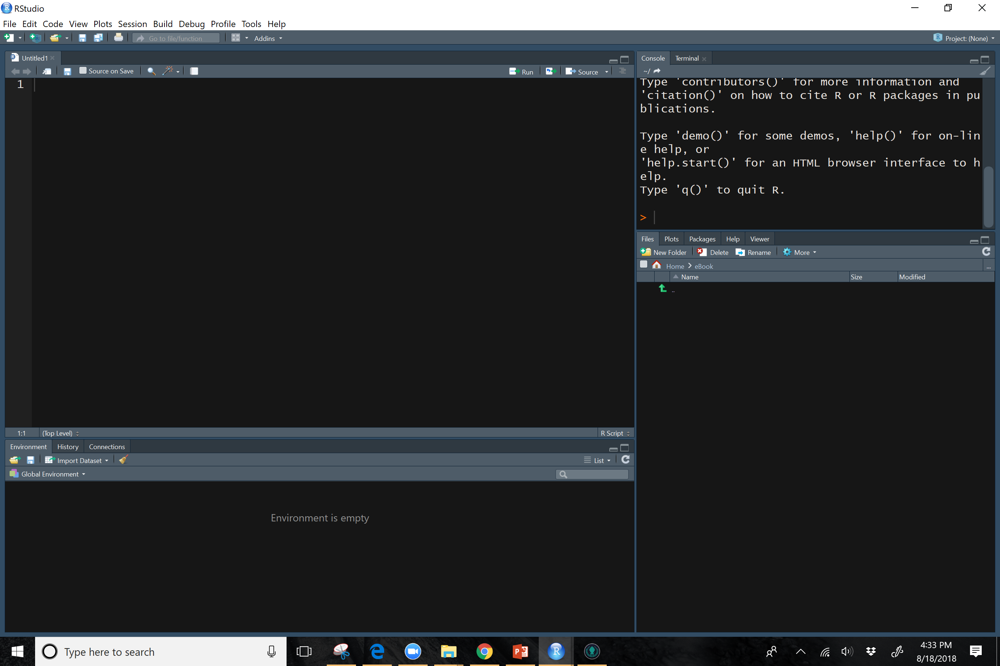 RStudio
File Edit Code View Plots Session Build Debug Profile Tools Help
Go to file/function Addins Project: (None)
Untitled1
Source on Save Run Source
1
1:1 (Top Level) R Script
Console Terminal
~/
Type 'contributors()' for more information and
'citation()' on how to cite R or R packages in pu
blications.
Type 'demo()' for some demos, 'help()' for on-lin
e help, or
'help.start()' for an HTML browser interface to h
elp.
Type 'q()' to quit R.
>
Environment History Connections
Import Dataset List
Global Environment
Environment is empty
Files Plots Packages Help Viewer
New Folder Delete Rename More
Home eBook ...
Name Size Modified
..
Type here to search
4:33 PM
8/18/2018